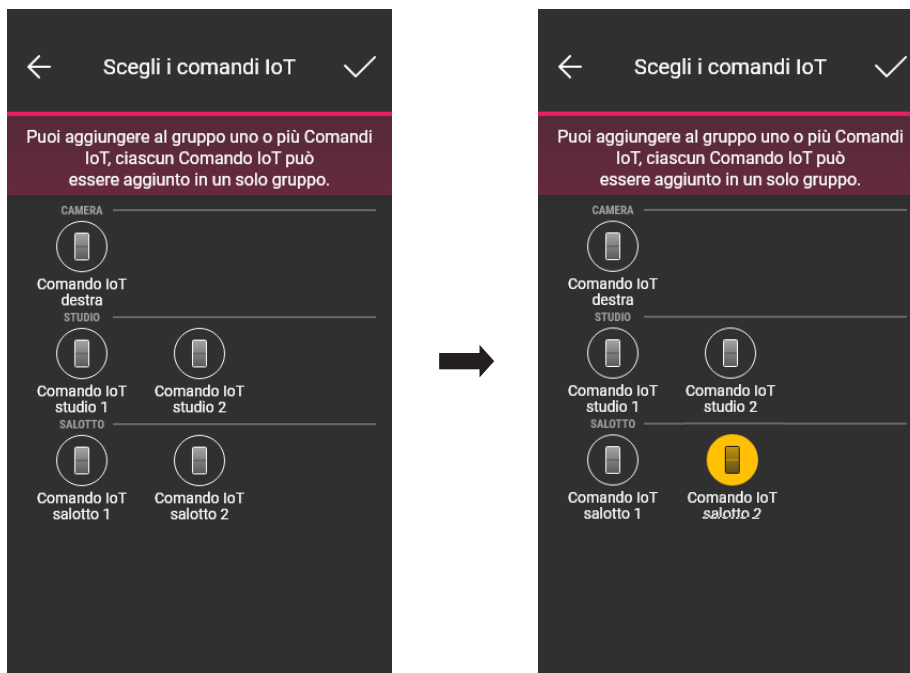 Scegli i comandi IoT
Puoi aggiungere al gruppo uno o più Comandi
IoT, ciascun Comando IoT può
essere aggiunto in un solo gruppo.
CAMERA
Comando IoT
destra
STUDIO
Comando IoT
studio 1
Comando IoT
studio 2
SALOTTO
Comando IoT
salotto 1
Comando IoT
salotto 2
Scegli i comandi IoT
Puoi aggiungere al gruppo uno o più Comandi
IoT, ciascun Comando IoT può
essere aggiunto in un solo gruppo.
CAMERA
Comando IoT
destra
STUDIO
Comando IoT
studio 1
Comando IoT
studio 2
SALOTTO
Comando IoT
salotto 1
Comando IoT
salotto 2